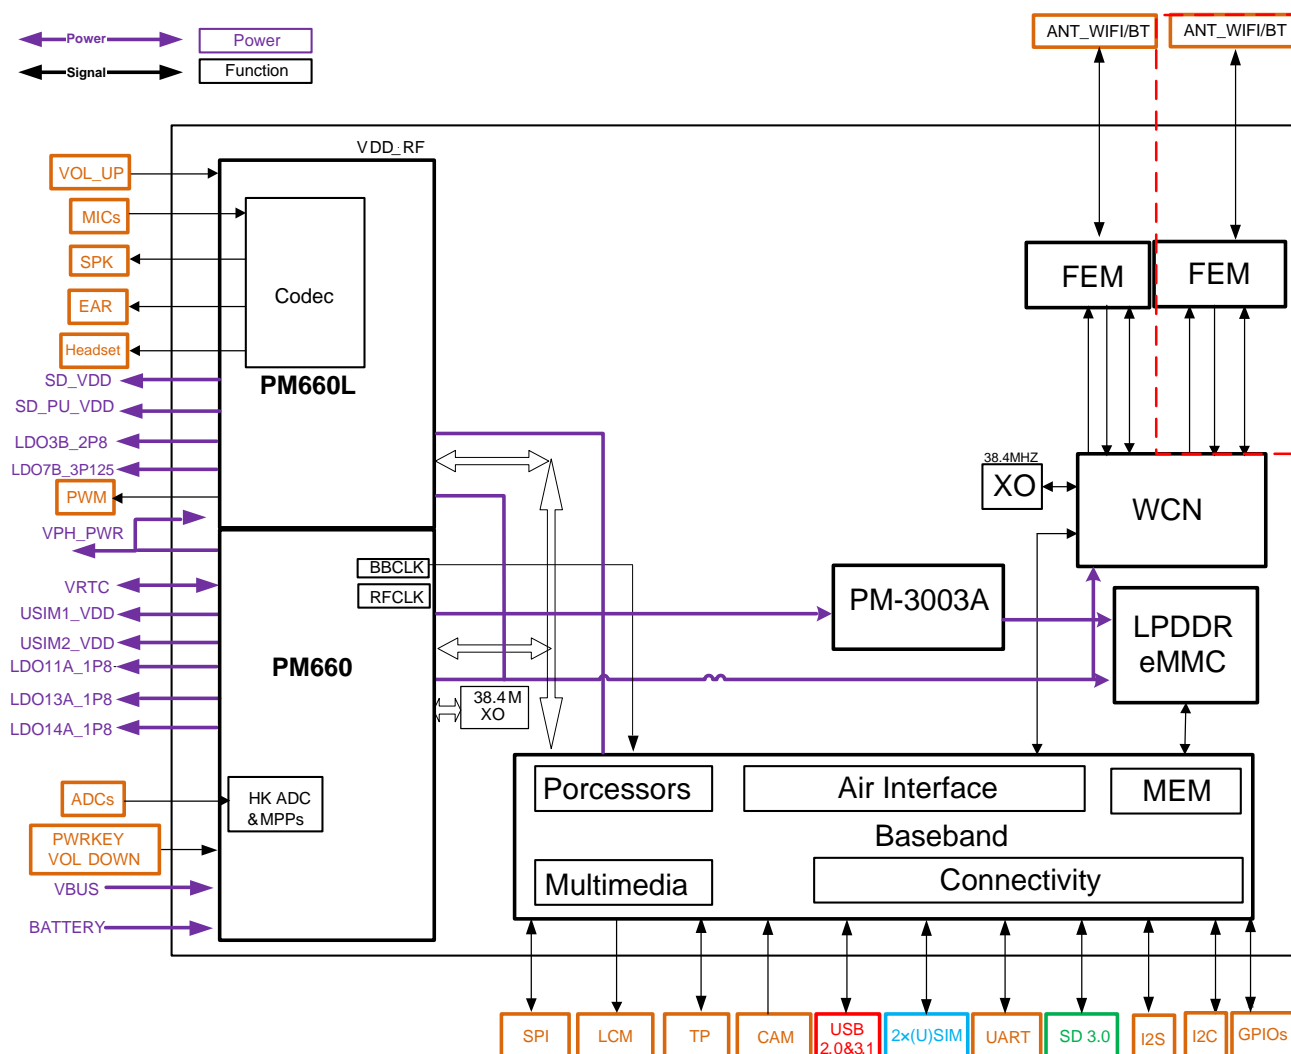 Power
Power
Signal
Function
ANT_WIFI/BT
ANT_WIFI/BT
VDD_RF
VOL_UP
MICs
SPK
EAR
Headset
Codec
PM660L
SD_VDD
SD_PU_VDD
LDO3B_2P8
LDO7B_3P125
PWM
VPH_PWR
VRTC
USIM1_VDD
USIM2_VDD
LDO11A_1P8
LDO13A_1P8
LDO14A_1P8
ADCs
PWRKEY
VOL DOWN
VBUS
BATTERY
BBCLK
RFCLK
PM660
38.4M
XO
HK ADC
&MPPs
FEM
FEM
38.4MHZ
XO
WCN
PM-3003A
LPDDR
eMMC
Porcessors
Air Interface
MEM
Baseband
Multimedia
Connectivity
SPI
LCM
TP
CAM
USB
2.0&3.1
2×(U)SIM
UART
SD 3.0
I2S
I2C
GPIOs